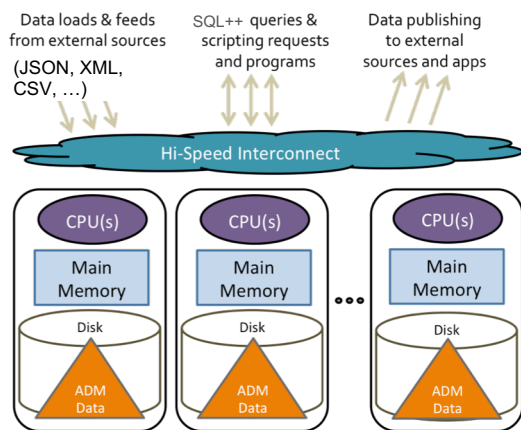 Data loads & feeds
from external sources
(JSON, XML,
CSV, …)
SQL++ queries &
scripting requests
and programs
Data publishing
to external
sources and apps
Hi-Speed Interconnect
CPU(s)
Main
Memory
Disk
ADM
Data
CPU(s)
Main
Memory
Disk
ADM
Data
CPU(s)
Main
Memory
Disk
ADM
Data